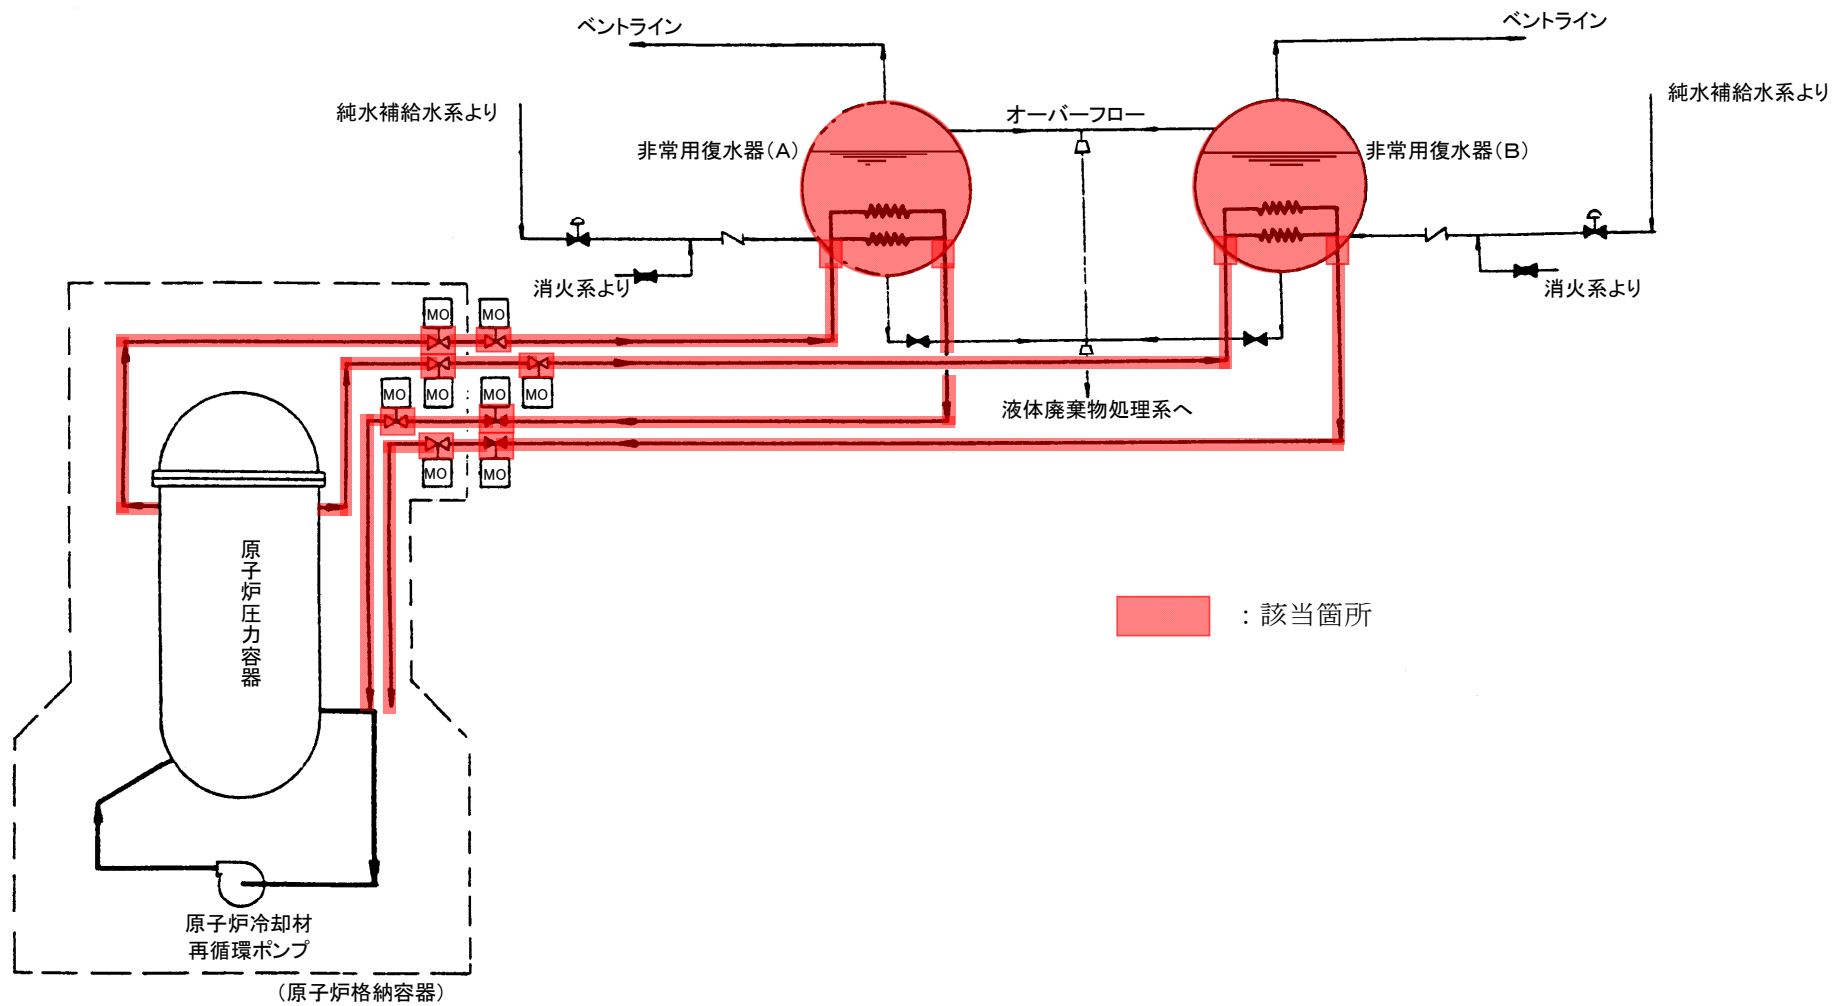 ベントライン
ベントライン
純水補給水系より
オーバーフロー
純水補給水系より
非常用復水器(A)
非常用復水器(B)
消火系より
消火系より
MO
MO
MO
MO
MO
MO
MO
MO
液体廃棄物処理系へ
原子炉圧力容器
:該当箇所
原子炉冷却材
再循環ポンプ
(原子炉格納容器)